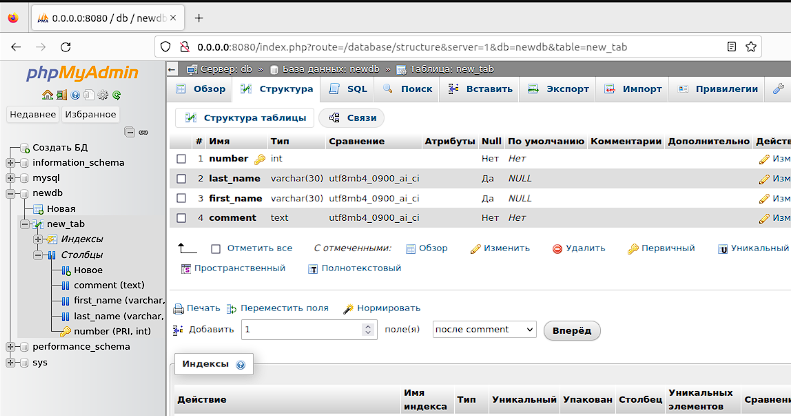 0.0.0.0:8080 / db / newdb
0.0.0.0:8080/index.php?route=/database/structure&server=1&db=newdb&table=new_tab
phpMyAdmin
Недавнее Избранное
Создать БД
information_schema
mysql
newdb
Новая
new_tab
Индексы
Столбцы
Новое
comment (text)
first_name (varchar,
last_name (varchar,
number (PRI, int)
performance_schema
sys
Сервер: db » База данных: newdb » Таблица: new_tab
Обзор Структура SQL Поиск Вставить Экспорт Импорт Привилегии
Структура таблицы Связи
# Имя Тип Сравнение Атрибуты Null По умолчанию Комментарии Дополнительно Дейст
1 number int Нет Нет Изм
2 last_name varchar(30) utf8mb4_0900_ai_ci Да NULL Изм
3 first_name varchar(30) utf8mb4_0900_ai_ci Да NULL Изм
4 comment text utf8mb4_0900_ai_ci Нет Нет Изм
Отметить все С отмеченными: Обзор Изменить Удалить Первичный Уникальный
Пространственный Полнотекстовый
Печать Переместить поля Нормировать
Добавить 1 поле(я) после comment Вперёд
Индексы
Действие Имя индекса Тип Уникальный Упакован Столбец Уникальных элементов Сравнени